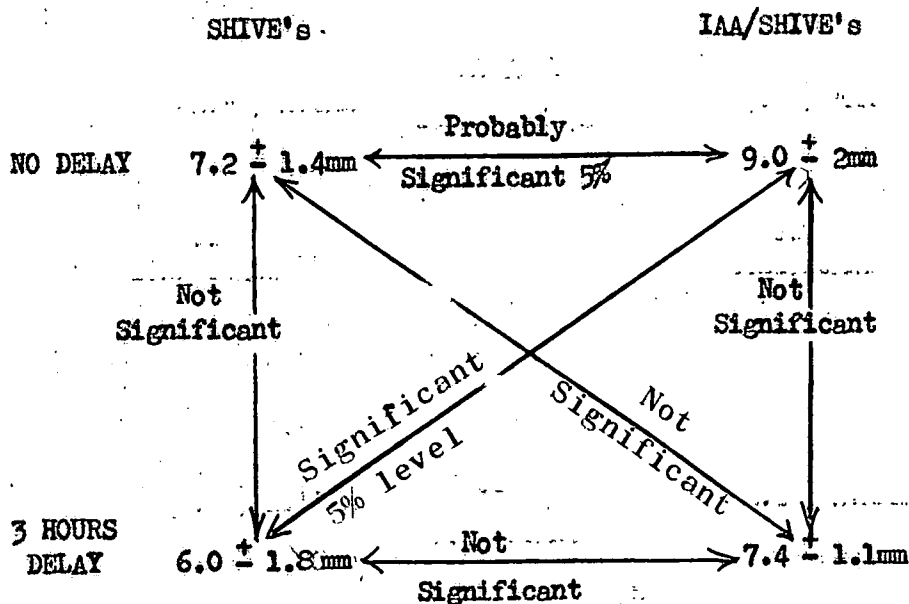 SHIVE's IAA/SHIVE's
Probably
NO DELAY 7.2 ± 1.4mm 9.0 ± 2mm
Significant 5%
Not
Significant
Not
Significant
Significant
5% level
Not
Significant
3 HOURS
DELAY
6.0 ± 1.8mm 7.4 ± 1.1mm
Not
Significant